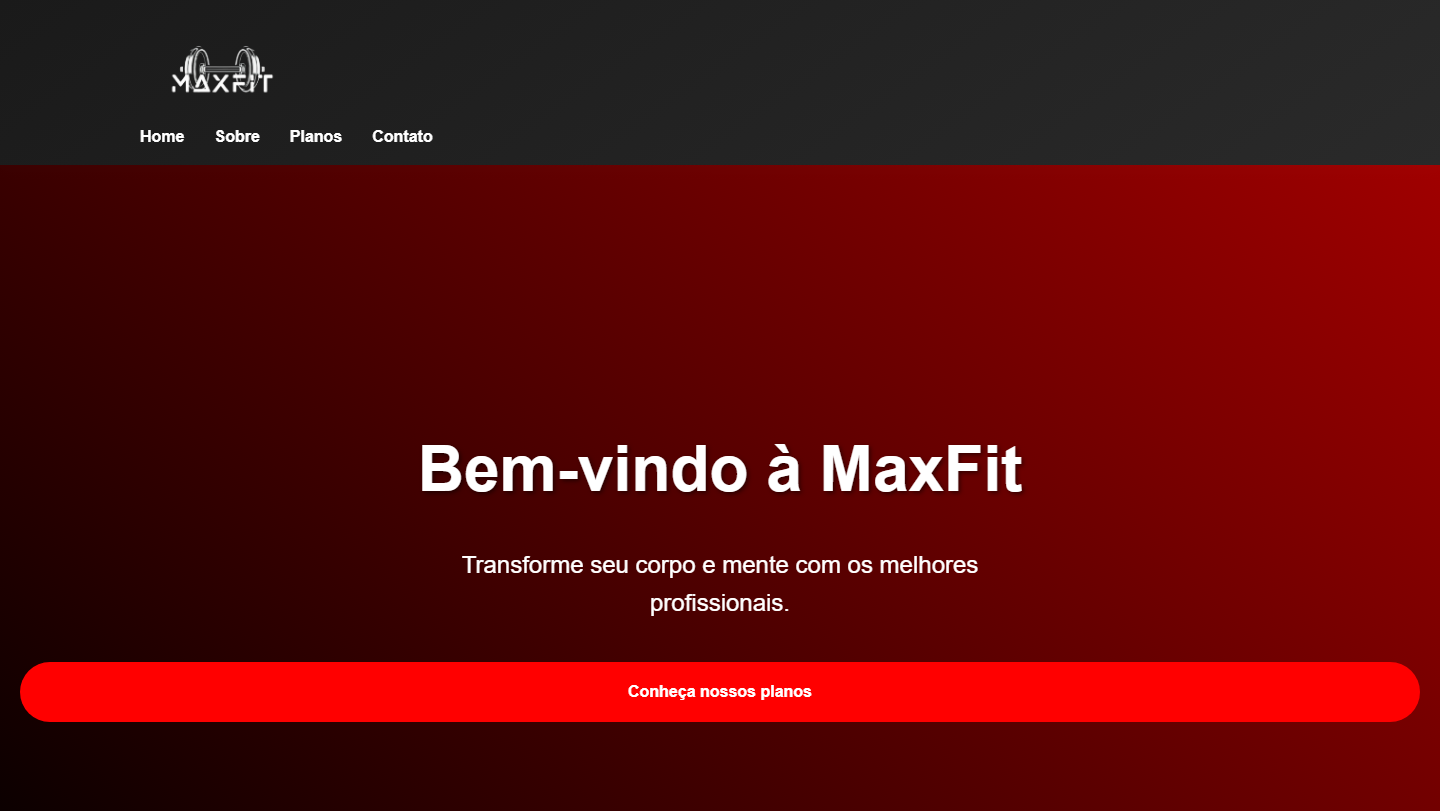 MAXFIT
Home Sobre Planos Contato
Bem-vindo à MaxFit
Transforme seu corpo e mente com os melhores
profissionais.
Conheça nossos planos